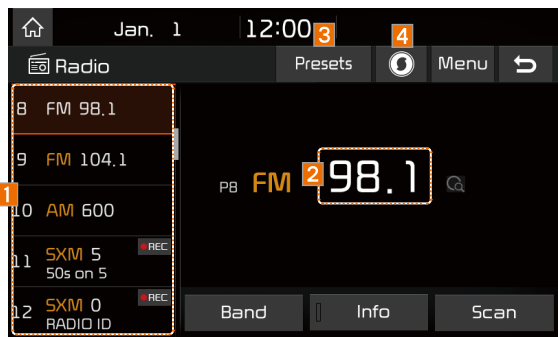 Jan. 1 12:00
3 4
Radio Presets Menu
8 FM 98.1
9 FM 104.1
1
10 AM 600
11 SXM 5 REC
50s on 5
12 SXM 0 REC
RADIO ID
P8 FM 2 98.1
Band Info Scan